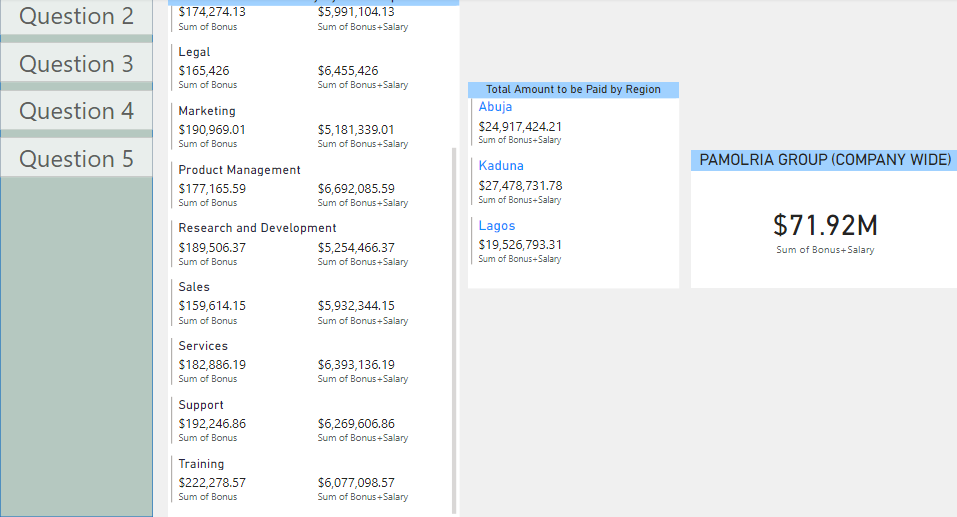 Question 2
Question 3
Question 4
Question 5
$174,274.13 $5,991,104.13
Sum of Bonus Sum of Bonus+Salary
Legal
$165,426 $6,455,426
Sum of Bonus Sum of Bonus+Salary
Marketing
$190,969.01 $5,181,339.01
Sum of Bonus Sum of Bonus+Salary
Product Management
$177,165.59 $6,692,085.59
Sum of Bonus Sum of Bonus+Salary
Research and Development
$189,506.37 $5,254,466.37
Sum of Bonus Sum of Bonus+Salary
Sales
$159,614.15 $5,932,344.15
Sum of Bonus Sum of Bonus+Salary
Services
$182,886.19 $6,393,136.19
Sum of Bonus Sum of Bonus+Salary
Support
$192,246.86 $6,269,606.86
Sum of Bonus Sum of Bonus+Salary
Training
$222,278.57 $6,077,098.57
Sum of Bonus Sum of Bonus+Salary
Total Amount to be Paid by Region
Abuja
$24,917,424.21
Sum of Bonus+Salary
Kaduna
$27,478,731.78
Sum of Bonus+Salary
Lagos
$19,526,793.31
Sum of Bonus+Salary
PAMOLRIA GROUP (COMPANY WIDE)
$71.92M
Sum of Bonus+Salary